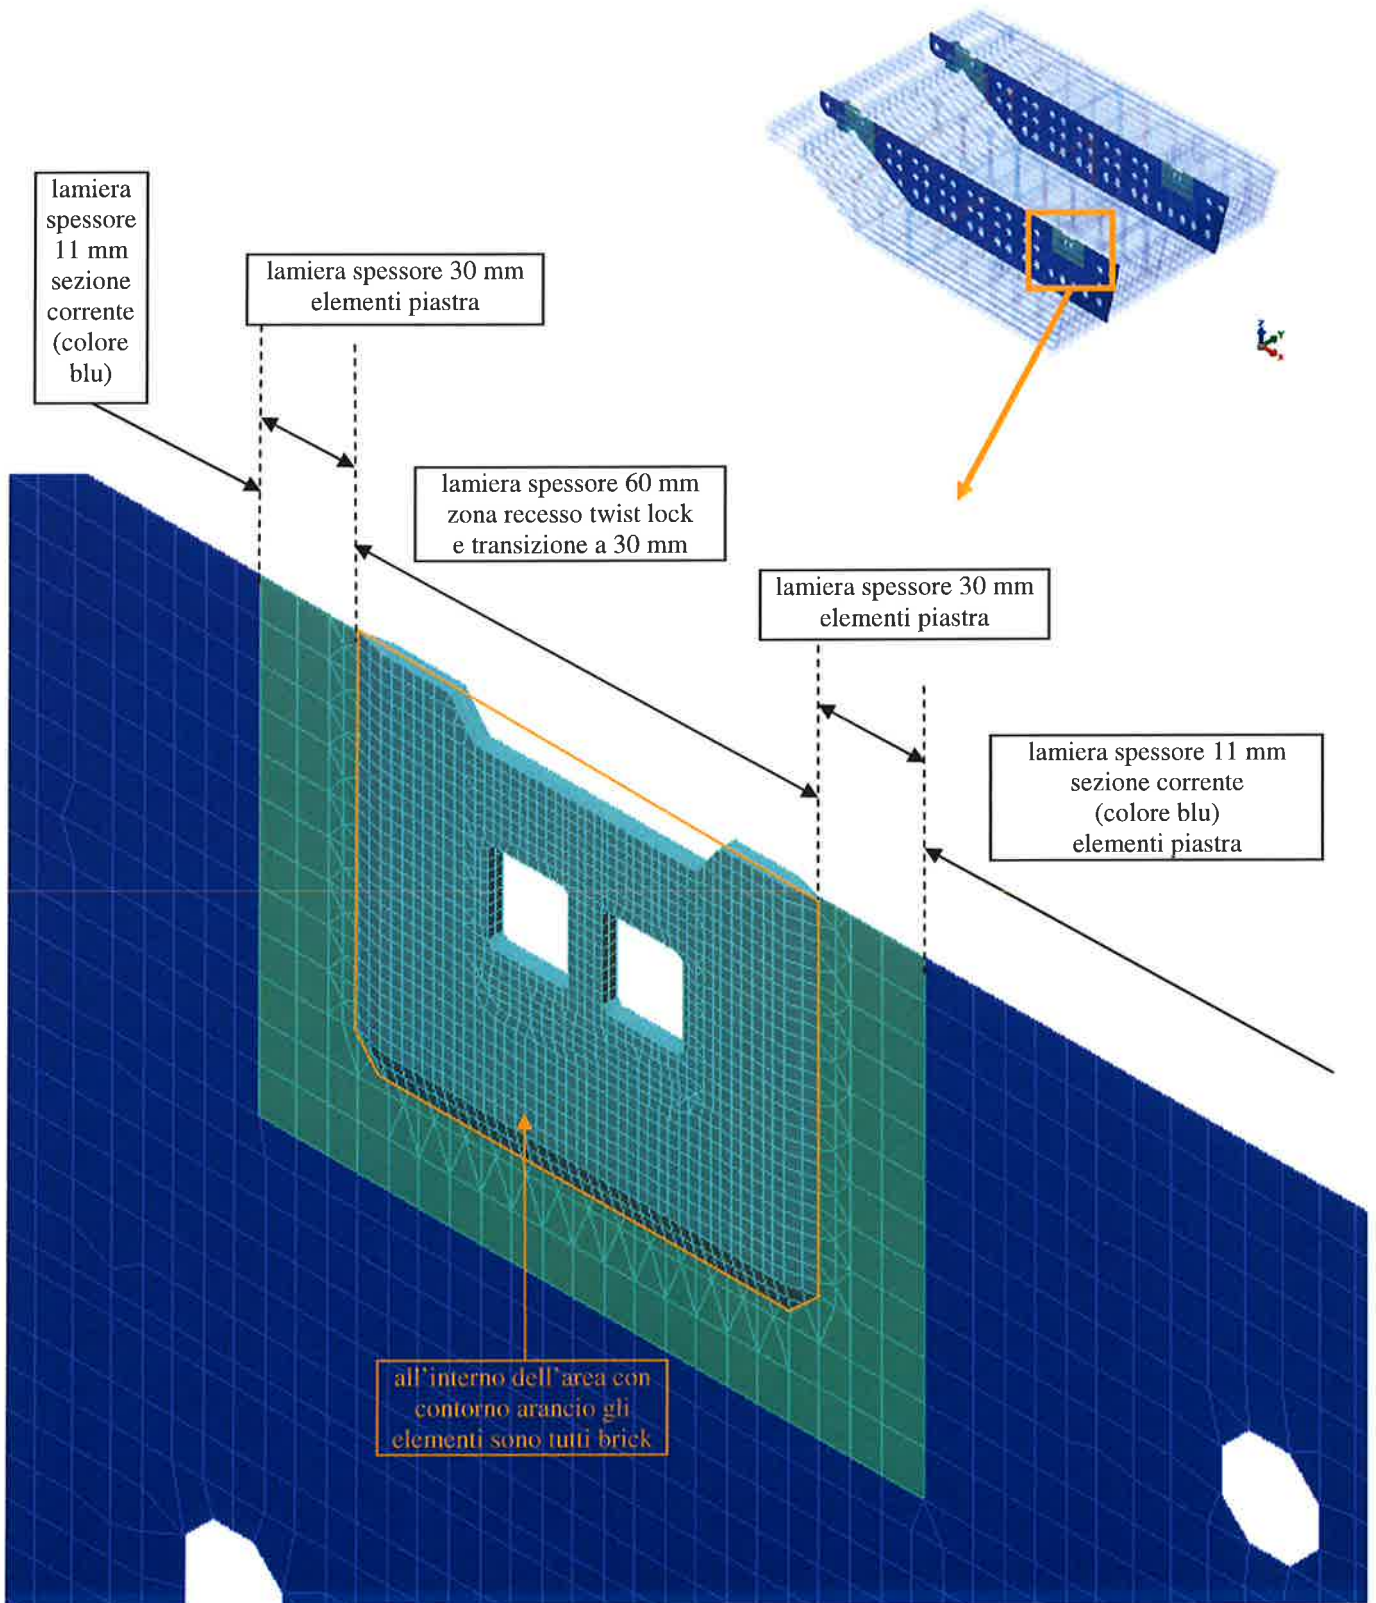 lamiera
spessore
11 mm
sezione
corrente
(colore
blu)
lamiera spessore 30 mm
elementi piastra
lamiera spessore 60 mm
zona recesso twist lock
e transizione a 30 mm
lamiera spessore 30 mm
elementi piastra
lamiera spessore 11 mm
sezione corrente
(colore blu)
elementi piastra
all'interno dell'area con
contorno arancio gli
elementi sono tutti brick
Z
Y
X